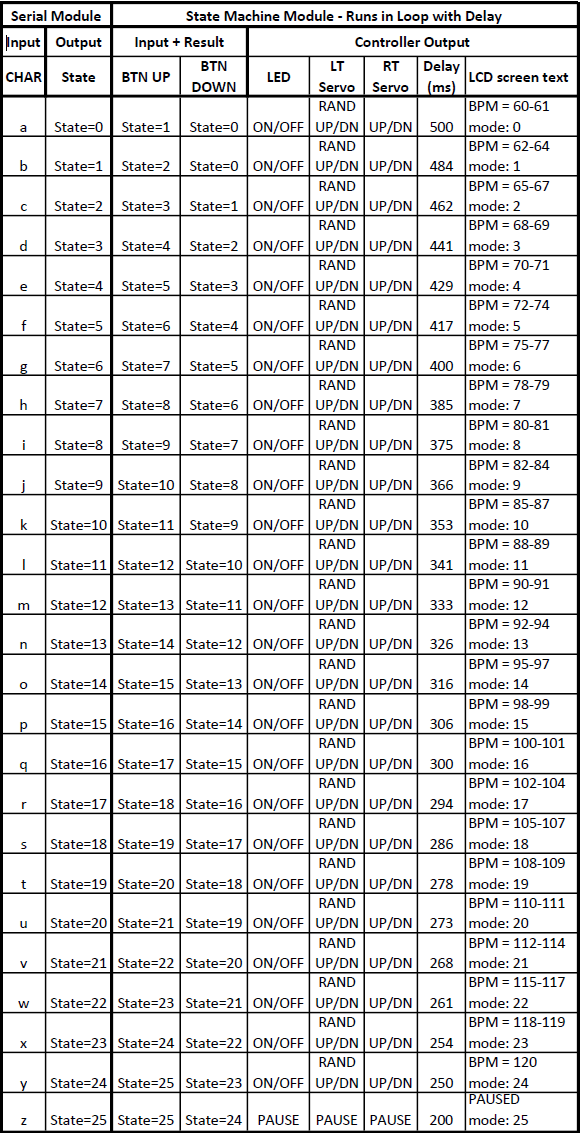 Serial Module State Machine Module - Runs in Loop with Delay
Input Output Input + Result Controller Output
CHAR State BTN UP BTN DOWN LED LT Servo RT Servo Delay (ms) LCD screen text
a State=0 State=1 State=0 ON/OFF RAND UP/DN UP/DN 500 BPM = 60-61 mode: 0
b State=1 State=2 State=0 ON/OFF RAND UP/DN UP/DN 484 BPM = 62-64 mode: 1
c State=2 State=3 State=1 ON/OFF RAND UP/DN UP/DN 462 BPM = 65-67 mode: 2
d State=3 State=4 State=2 ON/OFF RAND UP/DN UP/DN 441 BPM = 68-69 mode: 3
e State=4 State=5 State=3 ON/OFF RAND UP/DN UP/DN 429 BPM = 70-71 mode: 4
f State=5 State=6 State=4 ON/OFF RAND UP/DN UP/DN 417 BPM = 72-74 mode: 5
g State=6 State=7 State=5 ON/OFF RAND UP/DN UP/DN 400 BPM = 75-77 mode: 6
h State=7 State=8 State=6 ON/OFF RAND UP/DN UP/DN 385 BPM = 78-79 mode: 7
i State=8 State=9 State=7 ON/OFF RAND UP/DN UP/DN 375 BPM = 80-81 mode: 8
j State=9 State=10 State=8 ON/OFF RAND UP/DN UP/DN 366 BPM = 82-84 mode: 9
k State=10 State=11 State=9 ON/OFF RAND UP/DN UP/DN 353 BPM = 85-87 mode: 10
l State=11 State=12 State=10 ON/OFF RAND UP/DN UP/DN 341 BPM = 88-89 mode: 11
m State=12 State=13 State=11 ON/OFF RAND UP/DN UP/DN 333 BPM = 90-91 mode: 12
n State=13 State=14 State=12 ON/OFF RAND UP/DN UP/DN 326 BPM = 92-94 mode: 13
o State=14 State=15 State=13 ON/OFF RAND UP/DN UP/DN 316 BPM = 95-97 mode: 14
p State=15 State=16 State=14 ON/OFF RAND UP/DN UP/DN 306 BPM = 98-99 mode: 15
q State=16 State=17 State=15 ON/OFF RAND UP/DN UP/DN 300 BPM = 100-101 mode: 16
r State=17 State=18 State=16 ON/OFF RAND UP/DN UP/DN 294 BPM = 102-104 mode: 17
s State=18 State=19 State=17 ON/OFF RAND UP/DN UP/DN 286 BPM = 105-107 mode: 18
t State=19 State=20 State=18 ON/OFF RAND UP/DN UP/DN 278 BPM = 108-109 mode: 19
u State=20 State=21 State=19 ON/OFF RAND UP/DN UP/DN 273 BPM = 110-111 mode: 20
v State=21 State=22 State=20 ON/OFF RAND UP/DN UP/DN 268 BPM = 112-114 mode: 21
w State=22 State=23 State=21 ON/OFF RAND UP/DN UP/DN 261 BPM = 115-117 mode: 22
x State=23 State=24 State=22 ON/OFF RAND UP/DN UP/DN 254 BPM = 118-119 mode: 23
y State=24 State=25 State=23 ON/OFF RAND UP/DN UP/DN 250 BPM = 120 mode: 24
z State=25 State=25 State=24 PAUSE PAUSE PAUSE 200 PAUSED mode: 25